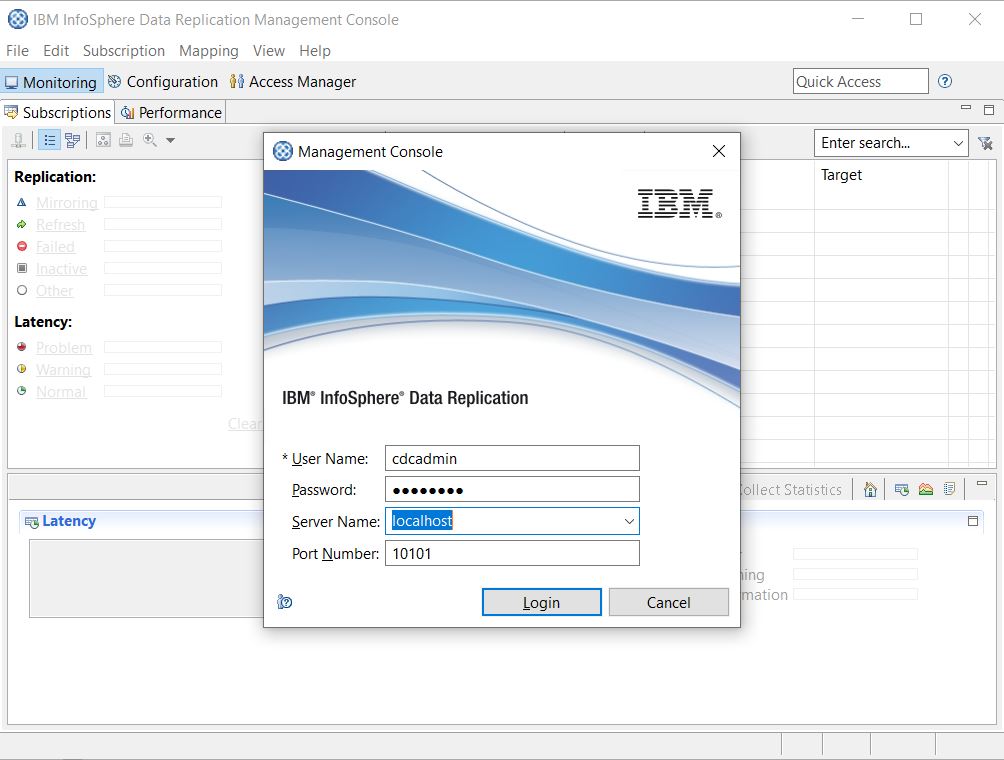 IBM InfoSphere Data Replication Management Console
File Edit Subscription Mapping View Help
Monitoring Configuration Access Manager Quick Access
Subscriptions Performance
Enter search...
Target
Replication:
Mirroring
Refresh
Failed
Inactive
Other
Latency:
Problem
Warning
Normal
Clear
Management Console
IBM®
IBM® InfoSphere® Data Replication
* User Name: cdcadmin
Password: ●●●●●●●●
Server Name: localhost
Port Number: 10101
Login Cancel
Collect Statistics
Latency